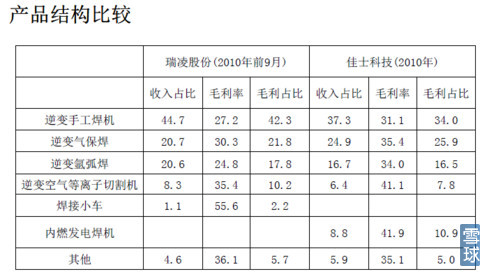 产品结构比较
瑞凌股份(2010年前9月) 佳士科技(2010年)
收入占比 毛利率 毛利占比 收入占比 毛利率 毛利占比
逆变手工焊机 44.7 27.2 42.3 37.3 31.1 34.0
逆变气保焊 20.7 30.3 21.8 24.9 35.4 25.9
逆变氩弧焊 20.6 24.8 17.8 16.7 34.0 16.5
逆变空气等离子切割机 8.3 35.4 10.2 6.4 41.1 7.8
焊接小车 1.1 55.6 2.2
内燃发电焊机 8.8 41.9 10.9
其他 4.6 36.1 5.7 5.9 35.1 5.0
雪球